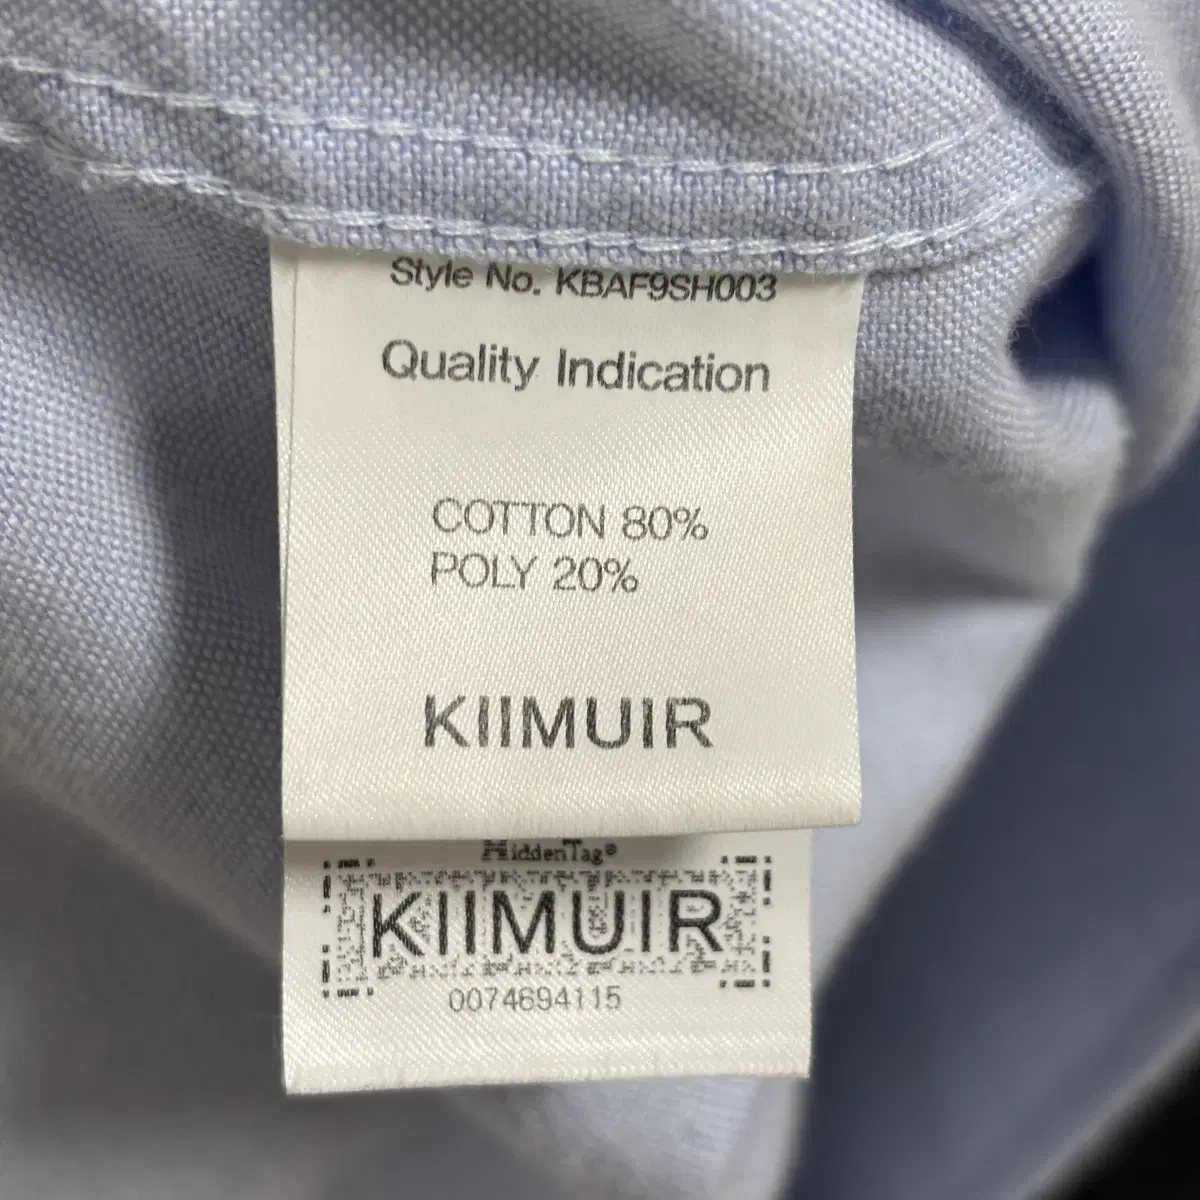 Style No. KBAF9SH003
Quality Indication
COTTON 80%
POLY 20%
KIIMUIR
HiddenTag®
KIIMUIR
0074694115